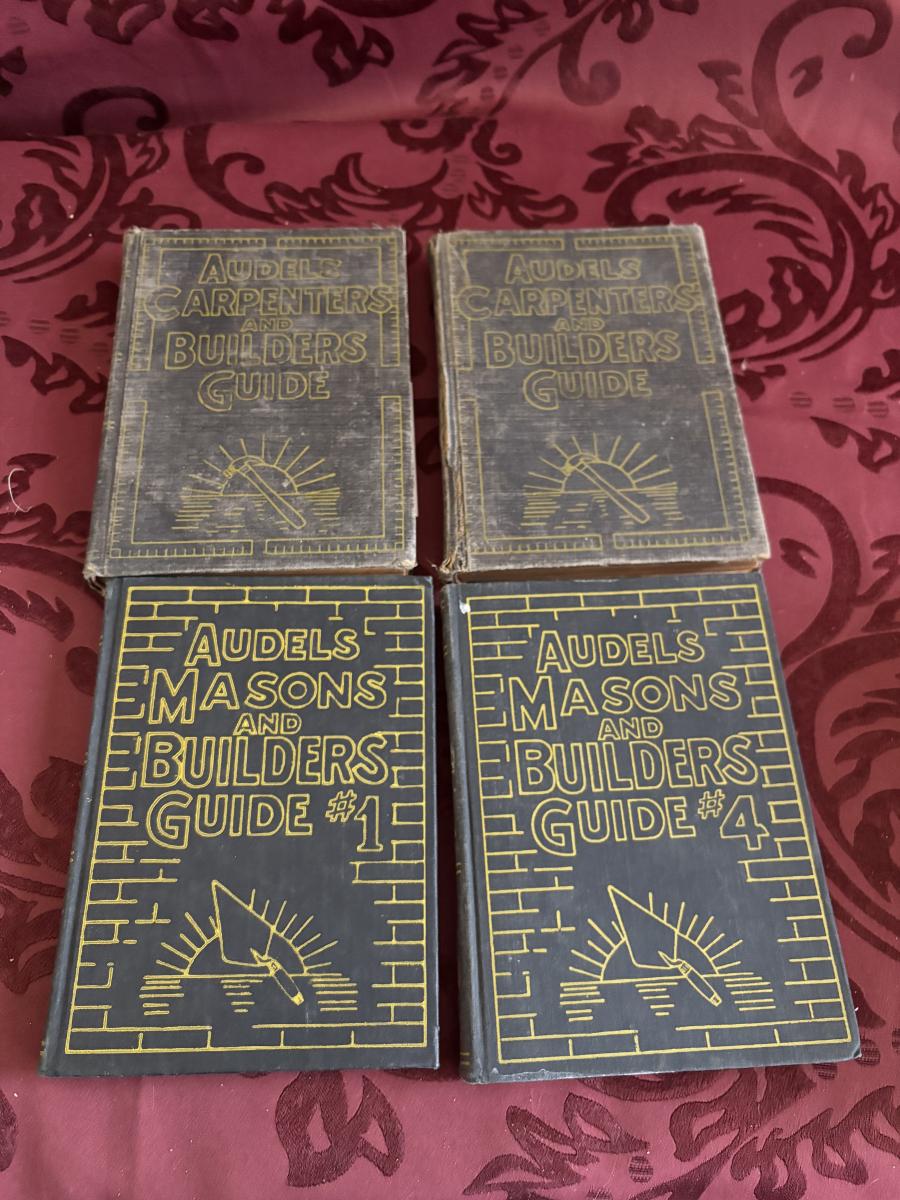 AUDELS
CARPENTERS
AND
BUILDERS
GUIDE
AUDELS
CARPENTERS
AND
BUILDERS
GUIDE
AUDELS
MASONS
AND
BUILDERS
GUIDE #1
AUDELS
MASONS
AND
BUILDERS
GUIDE #4